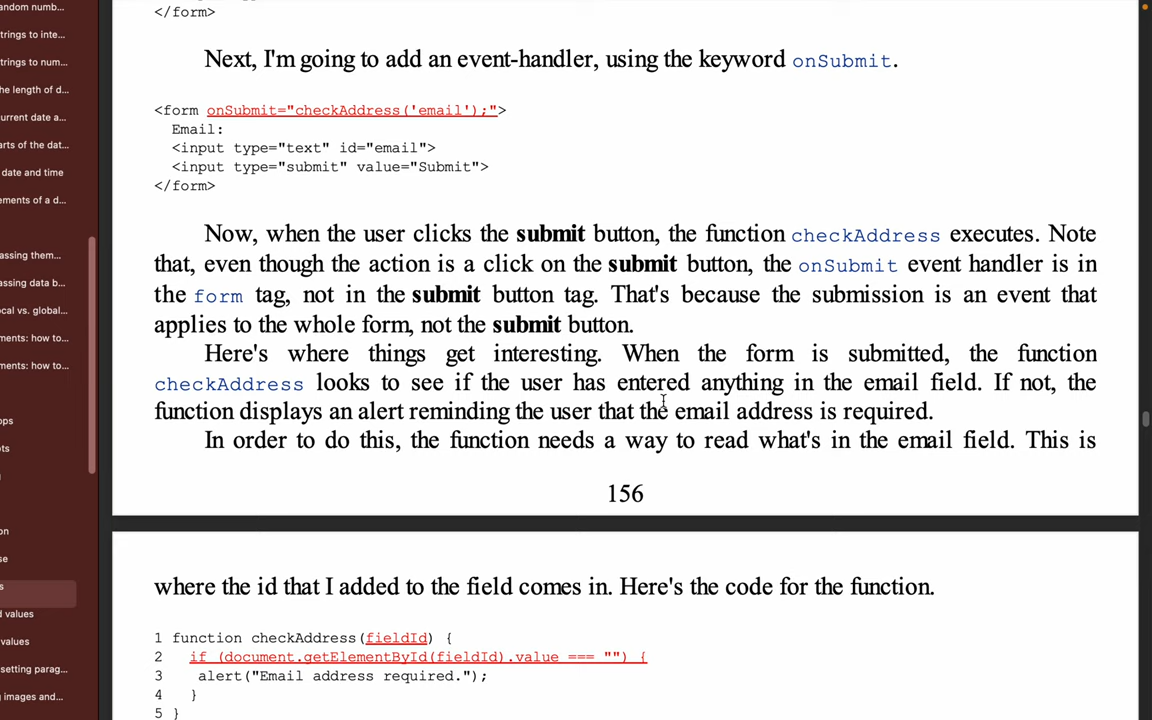 andom numb...
trings to inte...
trings to num...
he length of d...
urrent date a...
arts of the dat...
date and time
ements of a d...
assing them...
assing data b...
ocal vs. global...
ments: how to...
ments: how to...
ops
ots
on
se
s
d values
values
setting parag...
g images and...
</form>
Next, I'm going to add an event-handler, using the keyword onSubmit.
<form onSubmit="checkAddress('email');">
Email:
<input type="text" id="email">
<input type="submit" value="Submit">
</form>
Now, when the user clicks the submit button, the function checkAddress executes. Note
that, even though the action is a click on the submit button, the onSubmit event handler is in
the form tag, not in the submit button tag. That's because the submission is an event that
applies to the whole form, not the submit button.
Here's where things get interesting. When the form is submitted, the function
checkAddress looks to see if the user has entered anything in the email field. If not, the
function displays an alert reminding the user that the email address is required.
In order to do this, the function needs a way to read what's in the email field. This is
156
where the id that I added to the field comes in. Here's the code for the function.
1 function checkAddress(fieldId) {
2 if (document.getElementById(fieldId).value === "") {
3 alert("Email address required.");
4 }
5 }